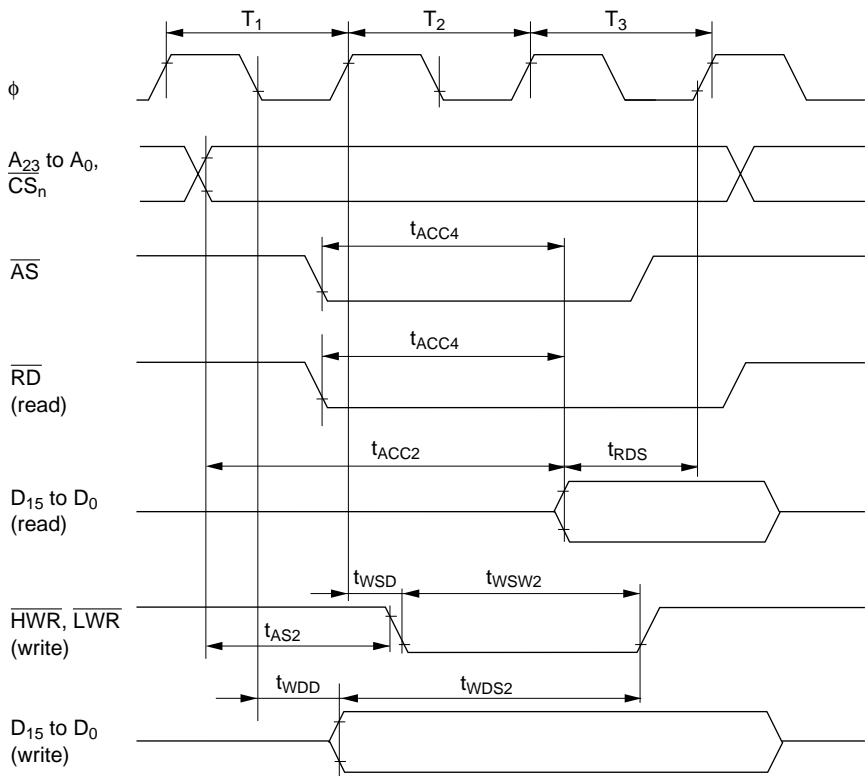 T1 T2 T3
φ
A23 to A0,
CSn
tACC4
AS
tACC4
RD
(read)
tACC2 tRDS
D15 to D0
(read)
tWSD tWSW2
HWR, LWR
(write)
tAS2
tWDD tWDS2
D15 to D0
(write)